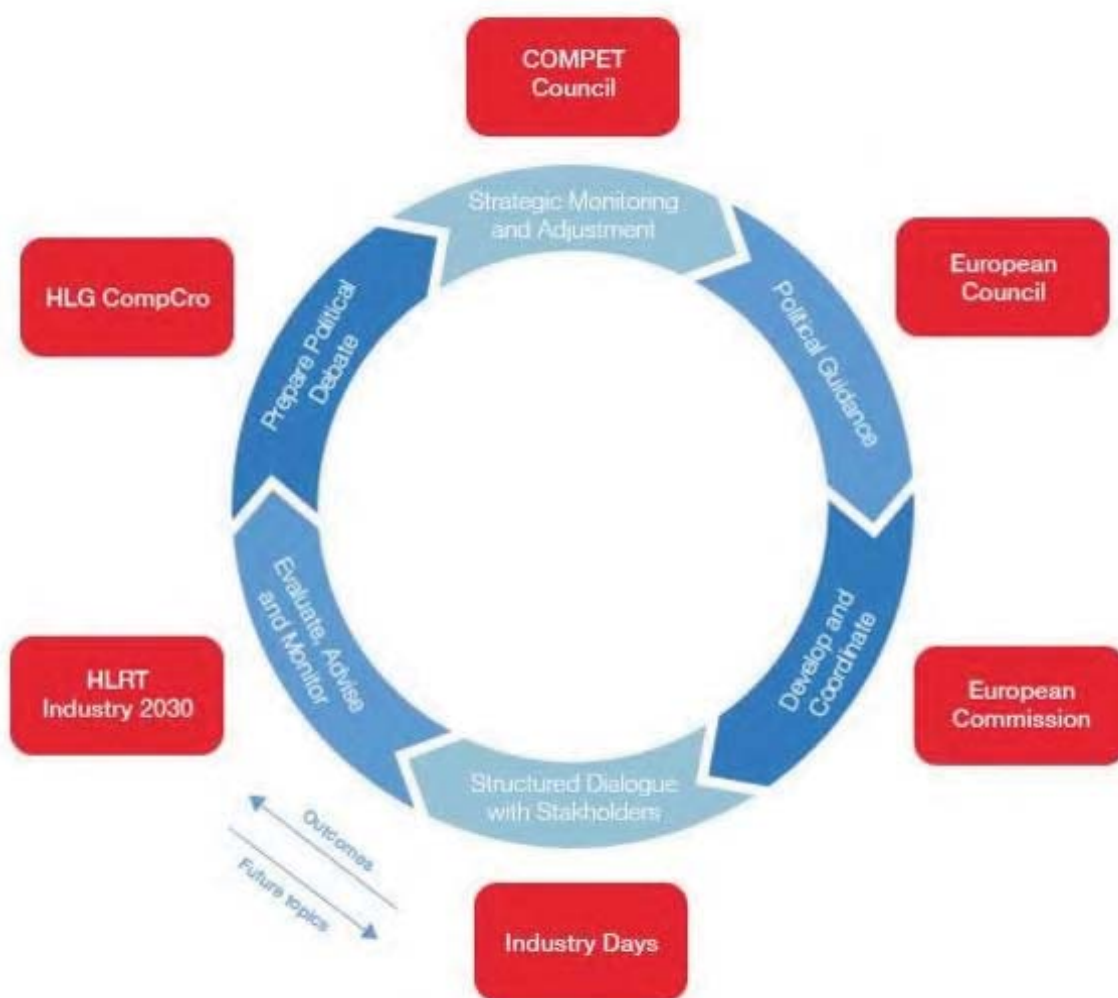 COMPET
Council
Strategic Monitoring
and Adjustment
European
Council
Political Guidance
HLG CompCro
Prepare Political
Debate
Develop and
Coordinate
European
Commission
HLRT
Industry 2030
Evaluate, Advise
and Monitor
Structured Dialogue
with Stakholders
Outcomes
Future topics
Industry Days